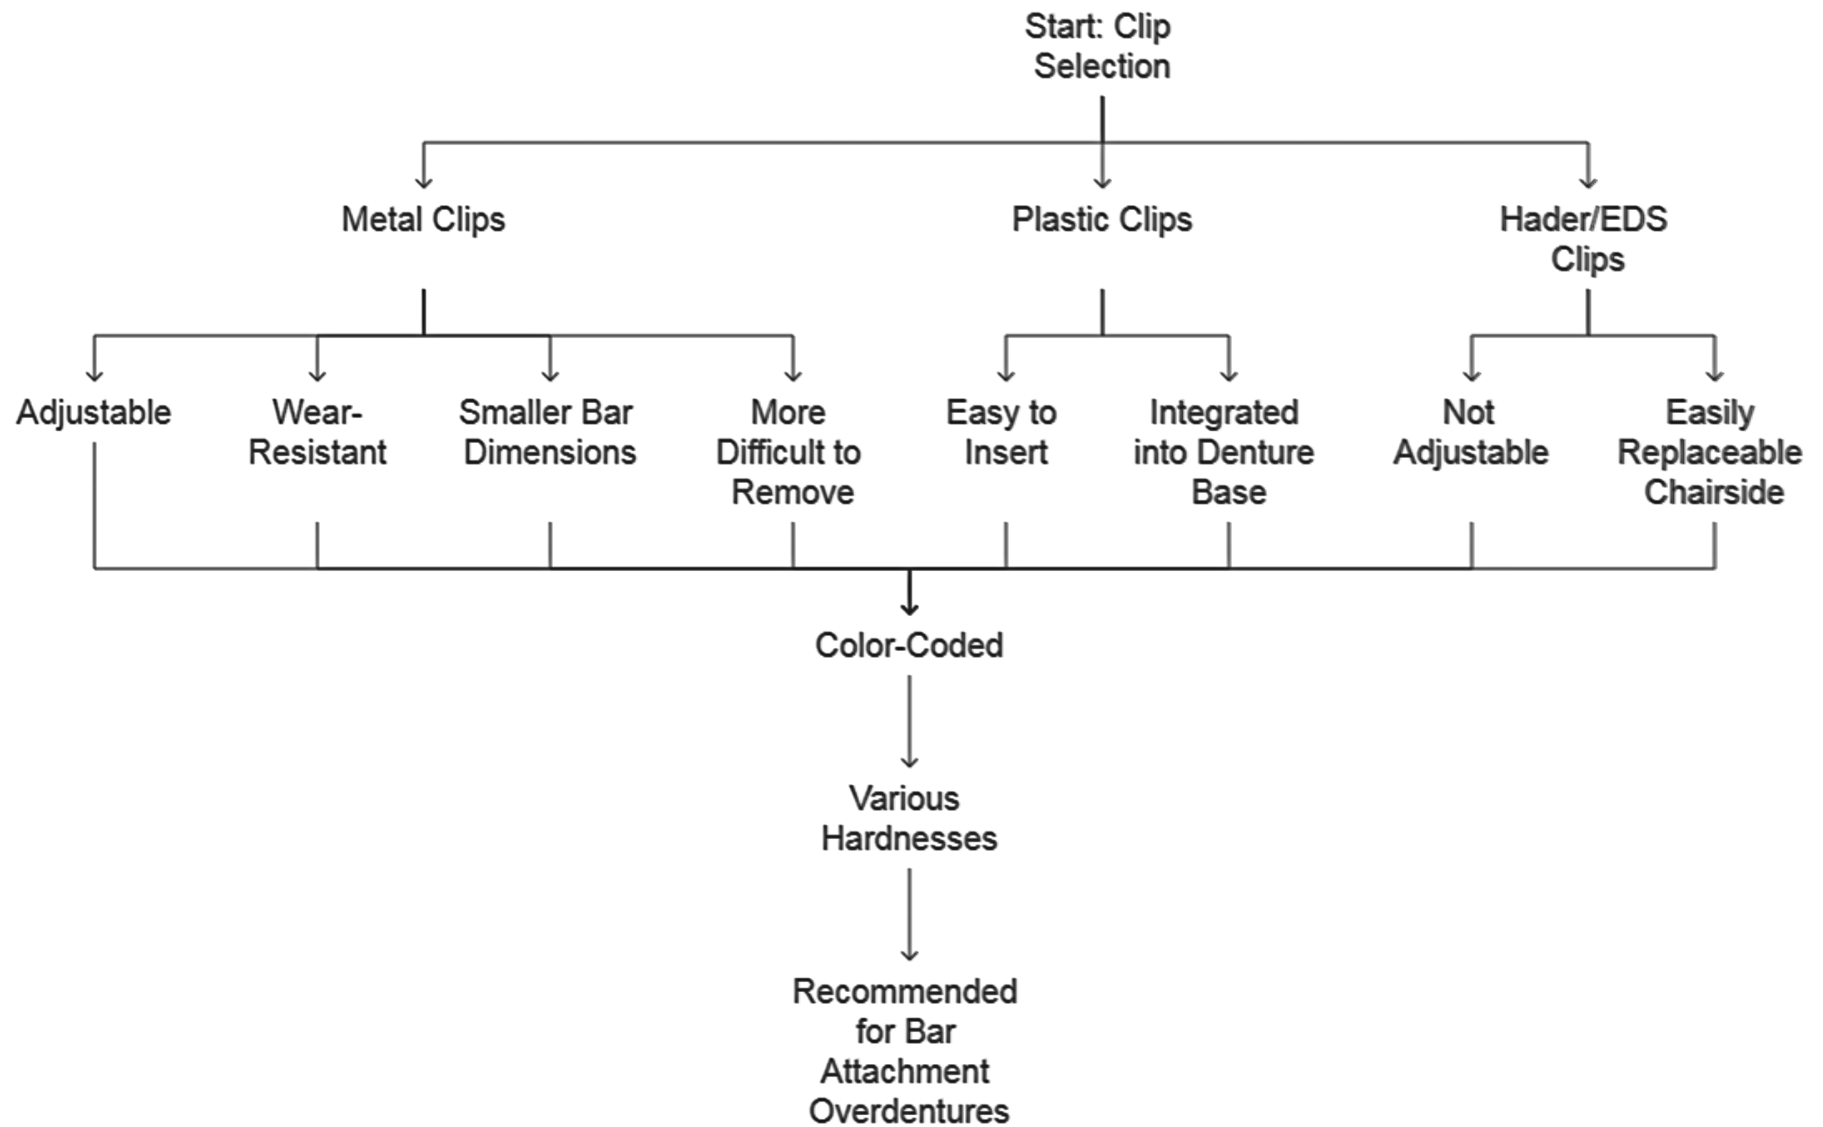 Start: Clip
Selection
Metal Clips
Plastic Clips
Hader/EDS
Clips
Adjustable
Wear-
Resistant
Smaller Bar
Dimensions
More
Difficult to
Remove
Easy to
Insert
Integrated
into Denture
Base
Not
Adjustable
Easily
Replaceable
Chairside
Color-Coded
Various
Hardnesses
Recommended
for Bar
Attachment
Overdentures